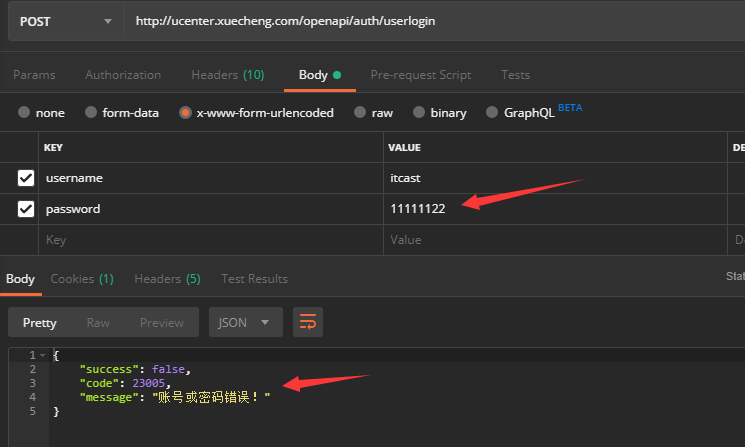 POST http://ucenter.xuecheng.com/openapi/auth/userlogin
Params Authorization Headers (10) Body Pre-request Script Tests
none form-data x-www-form-urlencoded raw binary GraphQL BETA
KEY VALUE DE
username itcast
password 11111122
Key Value D
Body Cookies (1) Headers (5) Test Results Stat
Pretty Raw Preview JSON
1 {
2 "success": false,
3 "code": 23005,
4 "message": "账号或密码错误！"
5 }